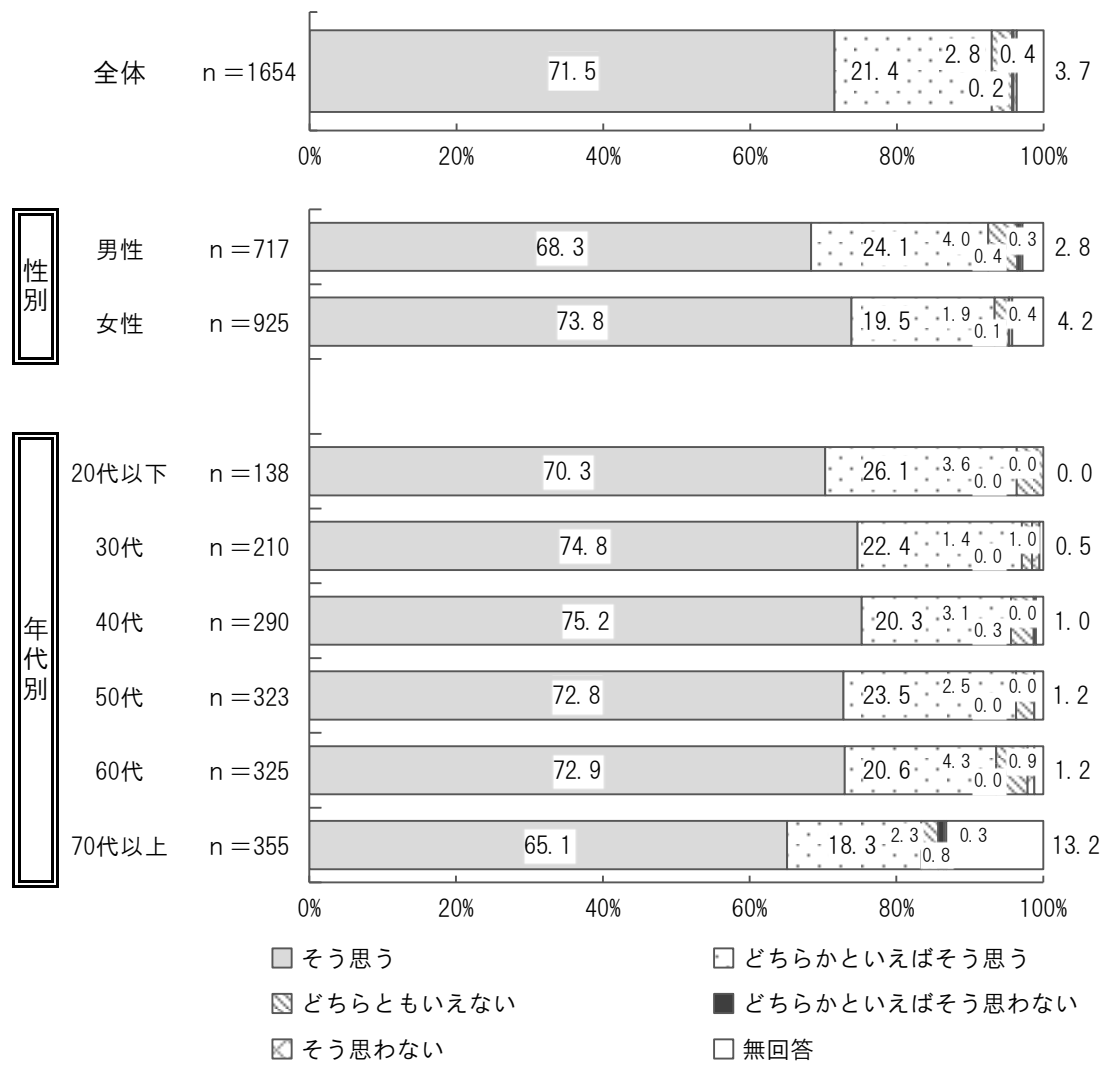 全体 n＝1654 71.5 21.4 2.8 0.2 0.4 3.7
0% 20% 40% 60% 80% 100%
性別
男性 n＝717 68.3 24.1 4.0 0.4 0.3 2.8
女性 n＝925 73.8 19.5 1.9 0.1 0.4 4.2
年代別
20代以下 n＝138 70.3 26.1 3.6 0.0 0.0 0.0
30代 n＝210 74.8 22.4 1.4 0.0 1.0 0.5
40代 n＝290 75.2 20.3 3.1 0.3 0.0 1.0
50代 n＝323 72.8 23.5 2.5 0.0 0.0 1.2
60代 n＝325 72.9 20.6 4.3 0.0 0.9 1.2
70代以上 n＝355 65.1 18.3 2.3 0.8 0.3 13.2
0% 20% 40% 60% 80% 100%
そう思う どちらかといえばそう思う
どちらともいえない どちらかといえばそう思わない
そう思わない 無回答